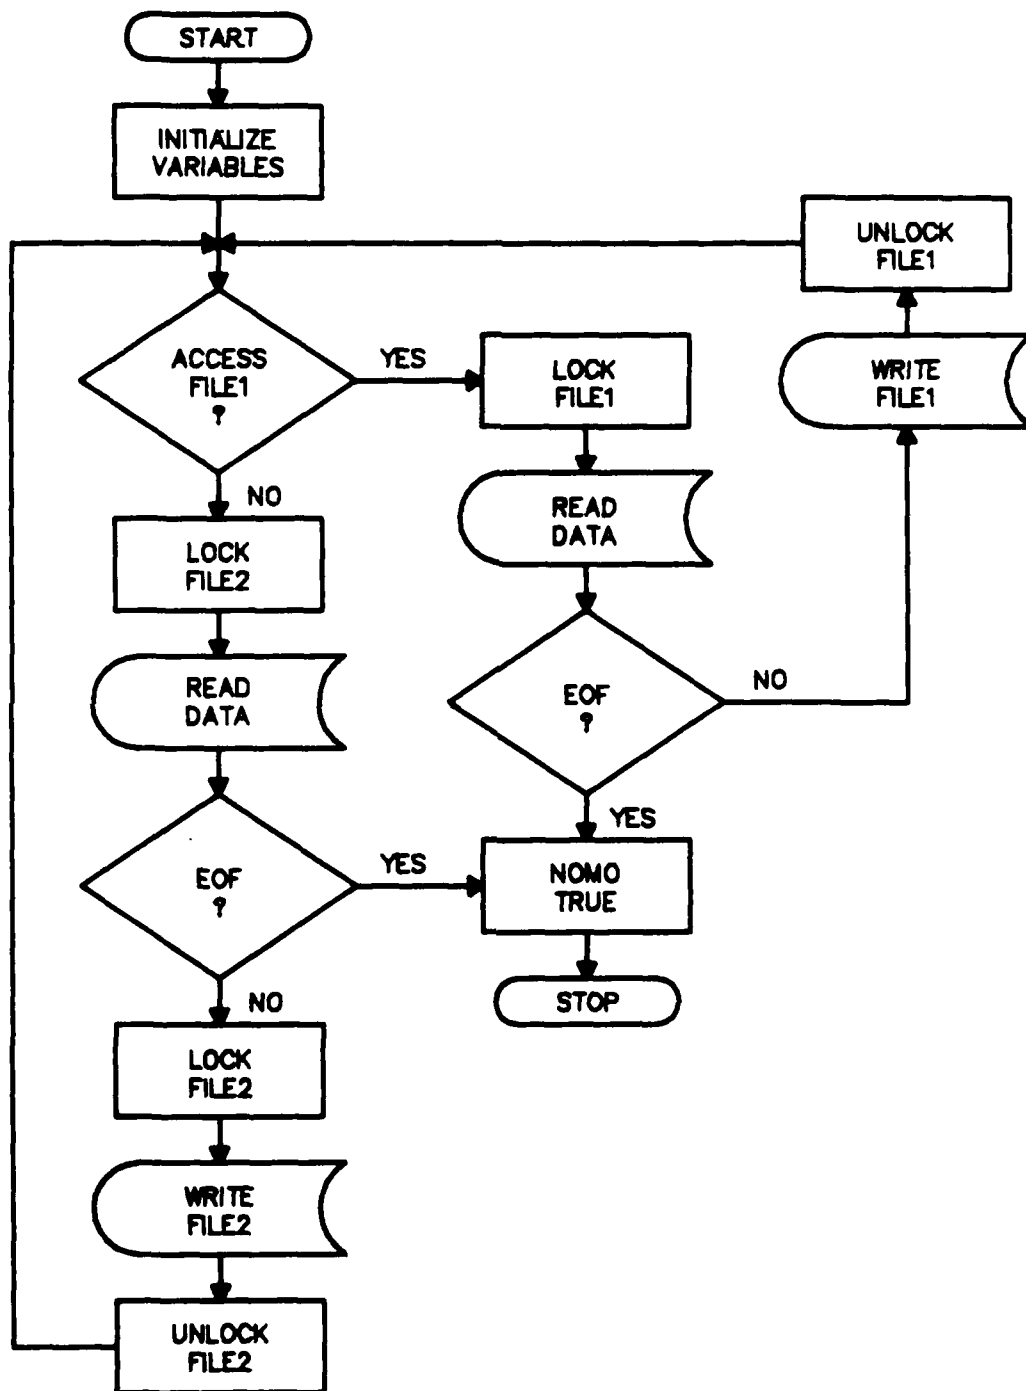 START
INITIALIZE
VARIABLES
UNLOCK
FILE1
ACCESS
FILE1
?
YES
LOCK
FILE1
WRITE
FILE1
NO
READ
DATA
LOCK
FILE2
READ
DATA
EOF
?
NO
YES
EOF
?
YES
NOMO
TRUE
NO
STOP
LOCK
FILE2
WRITE
FILE2
UNLOCK
FILE2